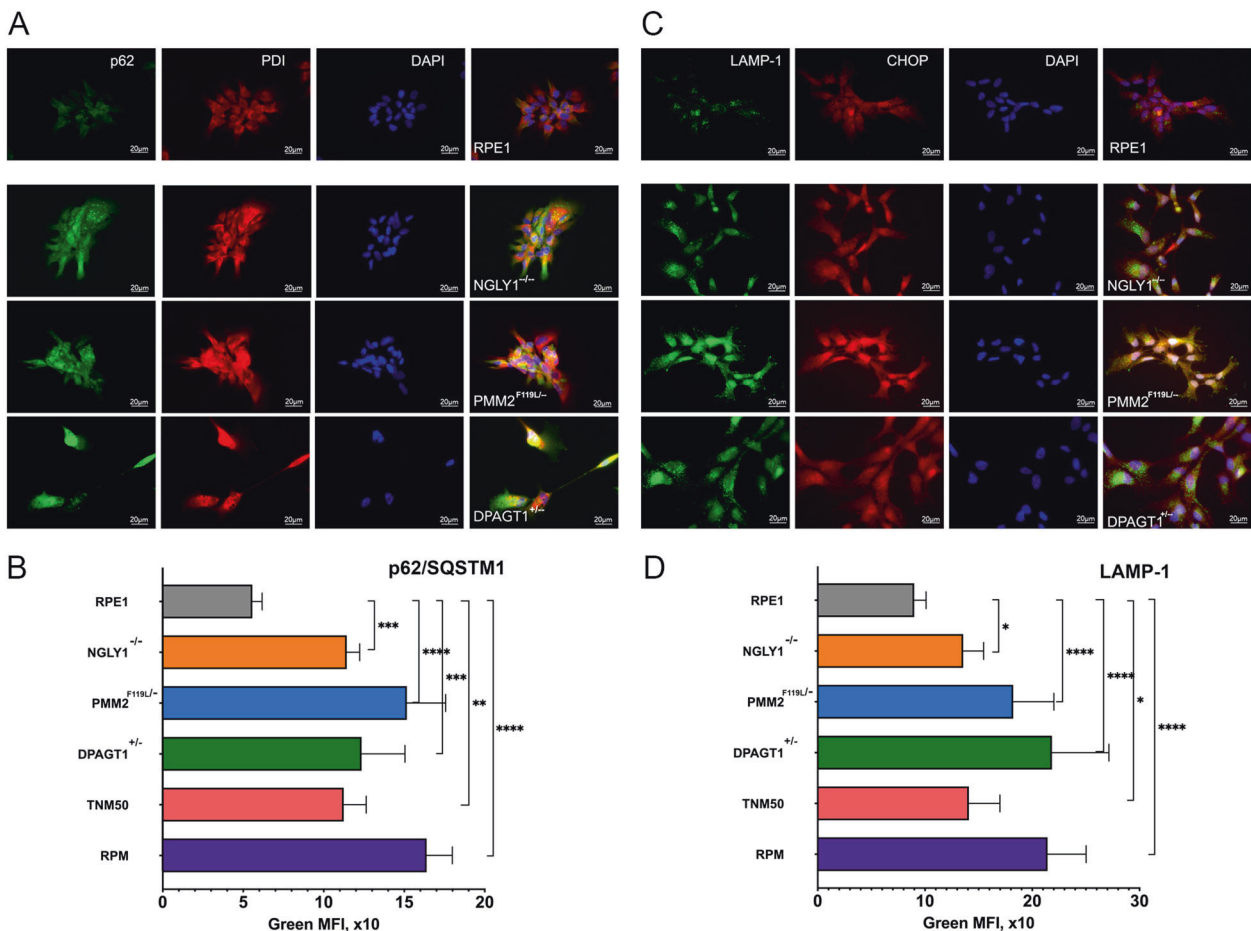 A
C
p62 PDI DAPI
20µm 20µm 20µm RPE1 20µm
20µm 20µm 20µm NGLY1-/- 20µm
20µm 20µm 20µm PMM2F119L/- 20µm
20µm 20µm 20µm DPAGT1+/- 20µm
LAMP-1 CHOP DAPI
20µm 20µm 20µm RPE1 20µm
20µm 20µm 20µm NGLY1-/- 20µm
20µm 20µm 20µm PMM2F119L/- 20µm
20µm 20µm 20µm DPAGT1+/- 20µm
B
p62/SQSTM1
RPE1
NGLY1-/-
PMM2F119L/-
DPAGT1+/-
TNM50
RPM
***
****
***
**
****
0 5 10 15 20
Green MFI, x10
D
LAMP-1
RPE1
NGLY1-/-
PMM2F119L/-
DPAGT1+/-
TNM50
RPM
*
****
****
*
****
0 10 20 30
Green MFI, x10